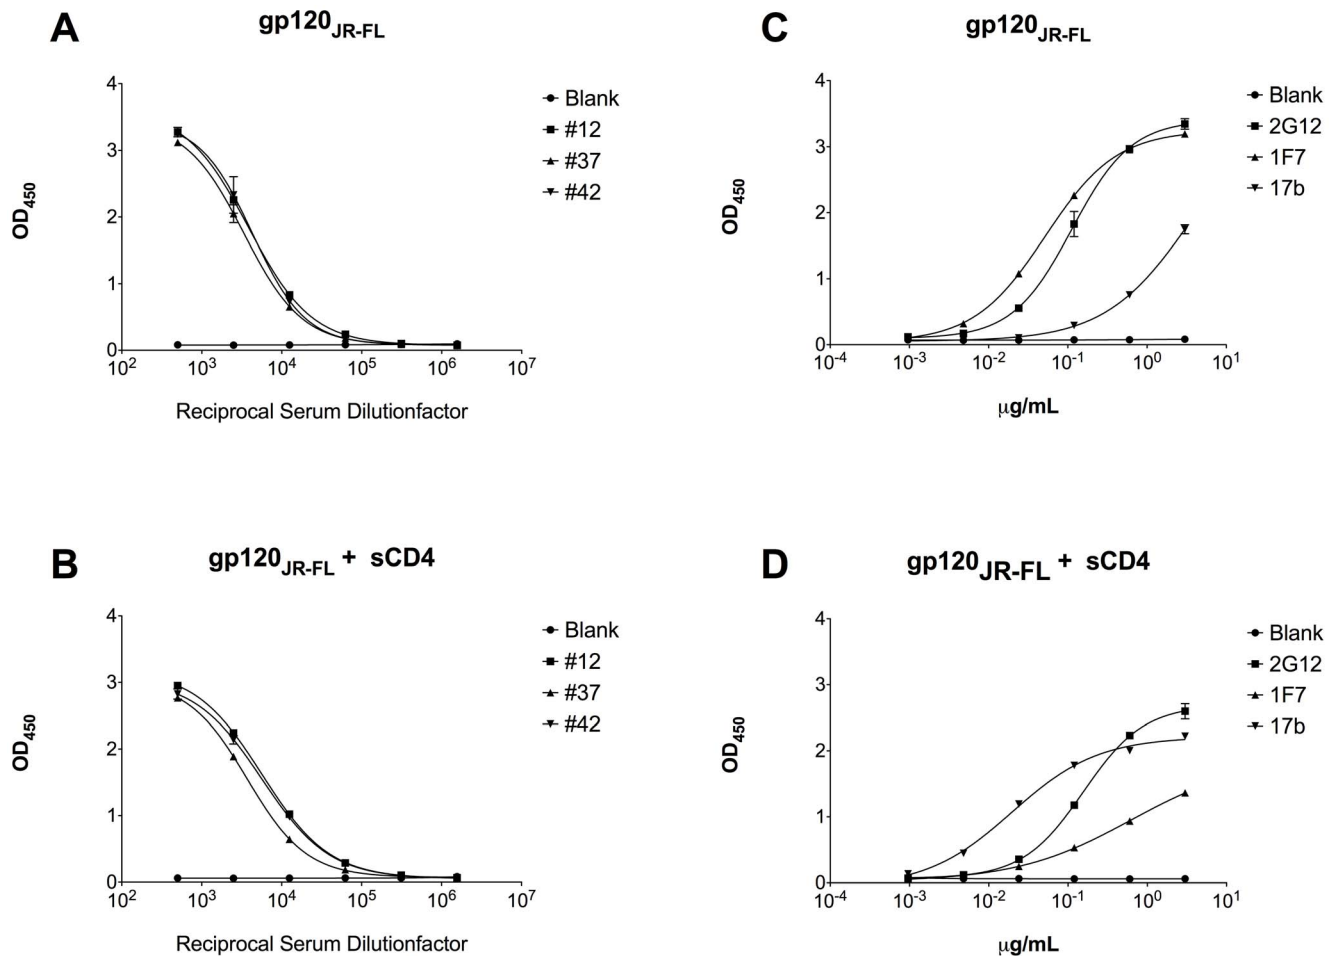 A
gp120JR-FL
4
3
2
1
0
OD450
10² 10³ 10⁴ 10⁵ 10⁶ 10⁷
Reciprocal Serum Dilutionfactor
Blank
#12
#37
#42
C
gp120JR-FL
4
3
2
1
0
OD450
10⁻⁴ 10⁻³ 10⁻² 10⁻¹ 10⁰ 10¹
μg/mL
Blank
2G12
1F7
17b
B
gp120JR-FL + sCD4
4
3
2
1
0
OD450
10² 10³ 10⁴ 10⁵ 10⁶ 10⁷
Reciprocal Serum Dilutionfactor
Blank
#12
#37
#42
D
gp120JR-FL + sCD4
4
3
2
1
0
OD450
10⁻⁴ 10⁻³ 10⁻² 10⁻¹ 10⁰ 10¹
μg/mL
Blank
2G12
1F7
17b